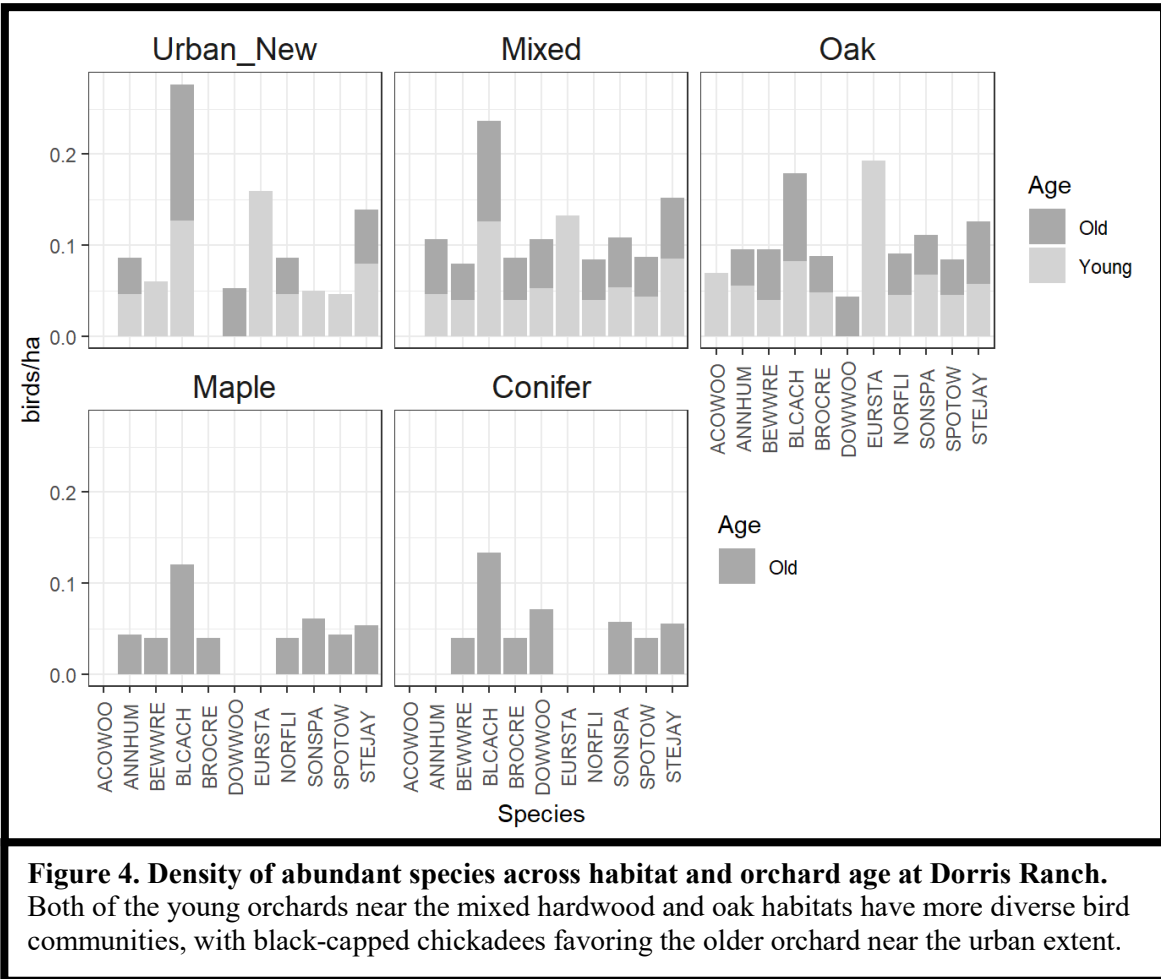 Urban_New
Mixed
Oak
0.2
0.1
0.0
Age
Old
Young
ACOWOO
ANNHUM
BEWWRE
BLCACH
BROCRE
DOWWOO
EURSTA
NORFLI
SONSPA
SPOTOW
STEJAY
birds/ha
Maple
Conifer
0.2
0.1
0.0
Age
Old
ACOWOO
ANNHUM
BEWWRE
BLCACH
BROCRE
DOWWOO
EURSTA
NORFLI
SONSPA
SPOTOW
STEJAY
ACOWOO
ANNHUM
BEWWRE
BLCACH
BROCRE
DOWWOO
EURSTA
NORFLI
SONSPA
SPOTOW
STEJAY
Species
Figure 4. Density of abundant species across habitat and orchard age at Dorris Ranch.
Both of the young orchards near the mixed hardwood and oak habitats have more diverse bird
communities, with black-capped chickadees favoring the older orchard near the urban extent.